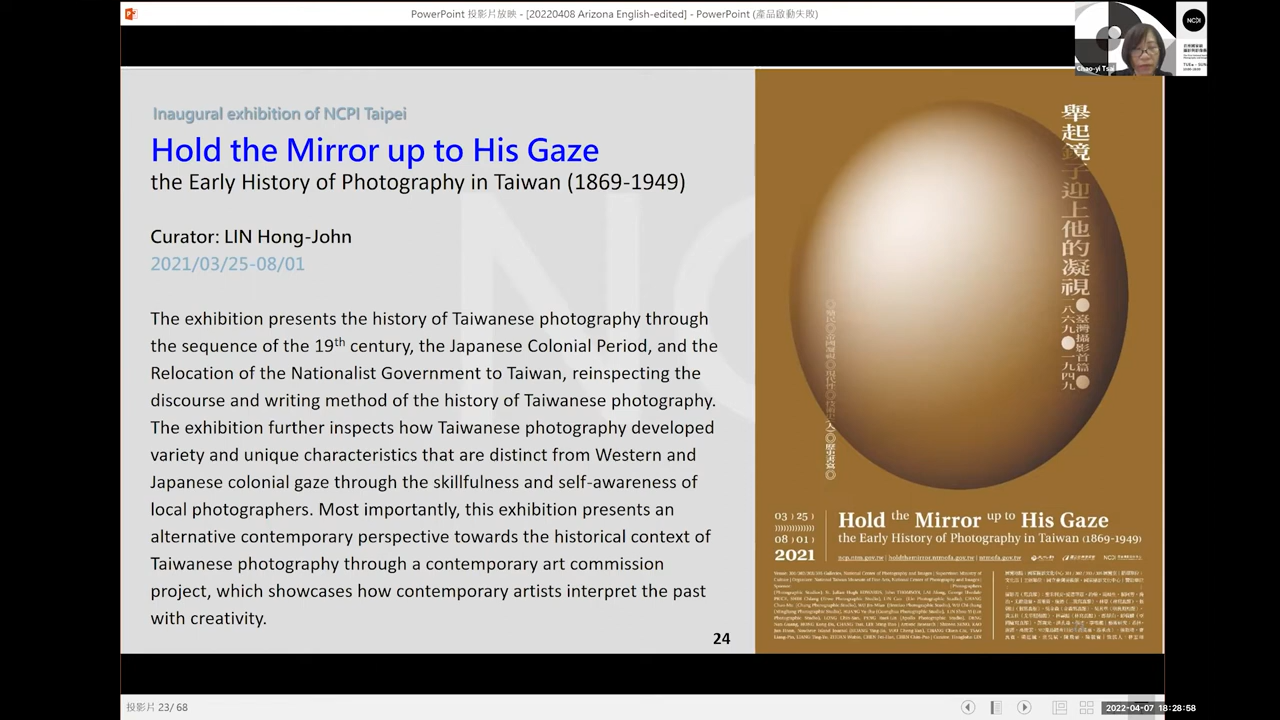 PowerPoint 投影片放映 - [20220408 Arizona English-edited] - PowerPoint (產品啟動失敗)
Chao-yi Tsai
Inaugural exhibition of NCPI Taipei
Hold the Mirror up to His Gaze
the Early History of Photography in Taiwan (1869-1949)
Curator: LIN Hong-John
2021/03/25-08/01
The exhibition presents the history of Taiwanese photography through
the sequence of the 19th century, the Japanese Colonial Period, and the
Relocation of the Nationalist Government to Taiwan, reinspecting the
discourse and writing method of the history of Taiwanese photography.
The exhibition further inspects how Taiwanese photography developed
variety and unique characteristics that are distinct from Western and
Japanese colonial gaze through the skillfulness and self-awareness of
local photographers. Most importantly, this exhibition presents an
alternative contemporary perspective towards the historical context of
Taiwanese photography through a contemporary art commission
project, which showcases how contemporary artists interpret the past
with creativity.
24
舉起鏡子迎上他的凝視
臺灣攝影首篇
一八六九●一九四九
03 ) 25 )
08 ) 01 )
2021
Hold the Mirror up to His Gaze
the Early History of Photography in Taiwan (1869-1949)
投影片 23/ 68
2022-04-07 18:28:58